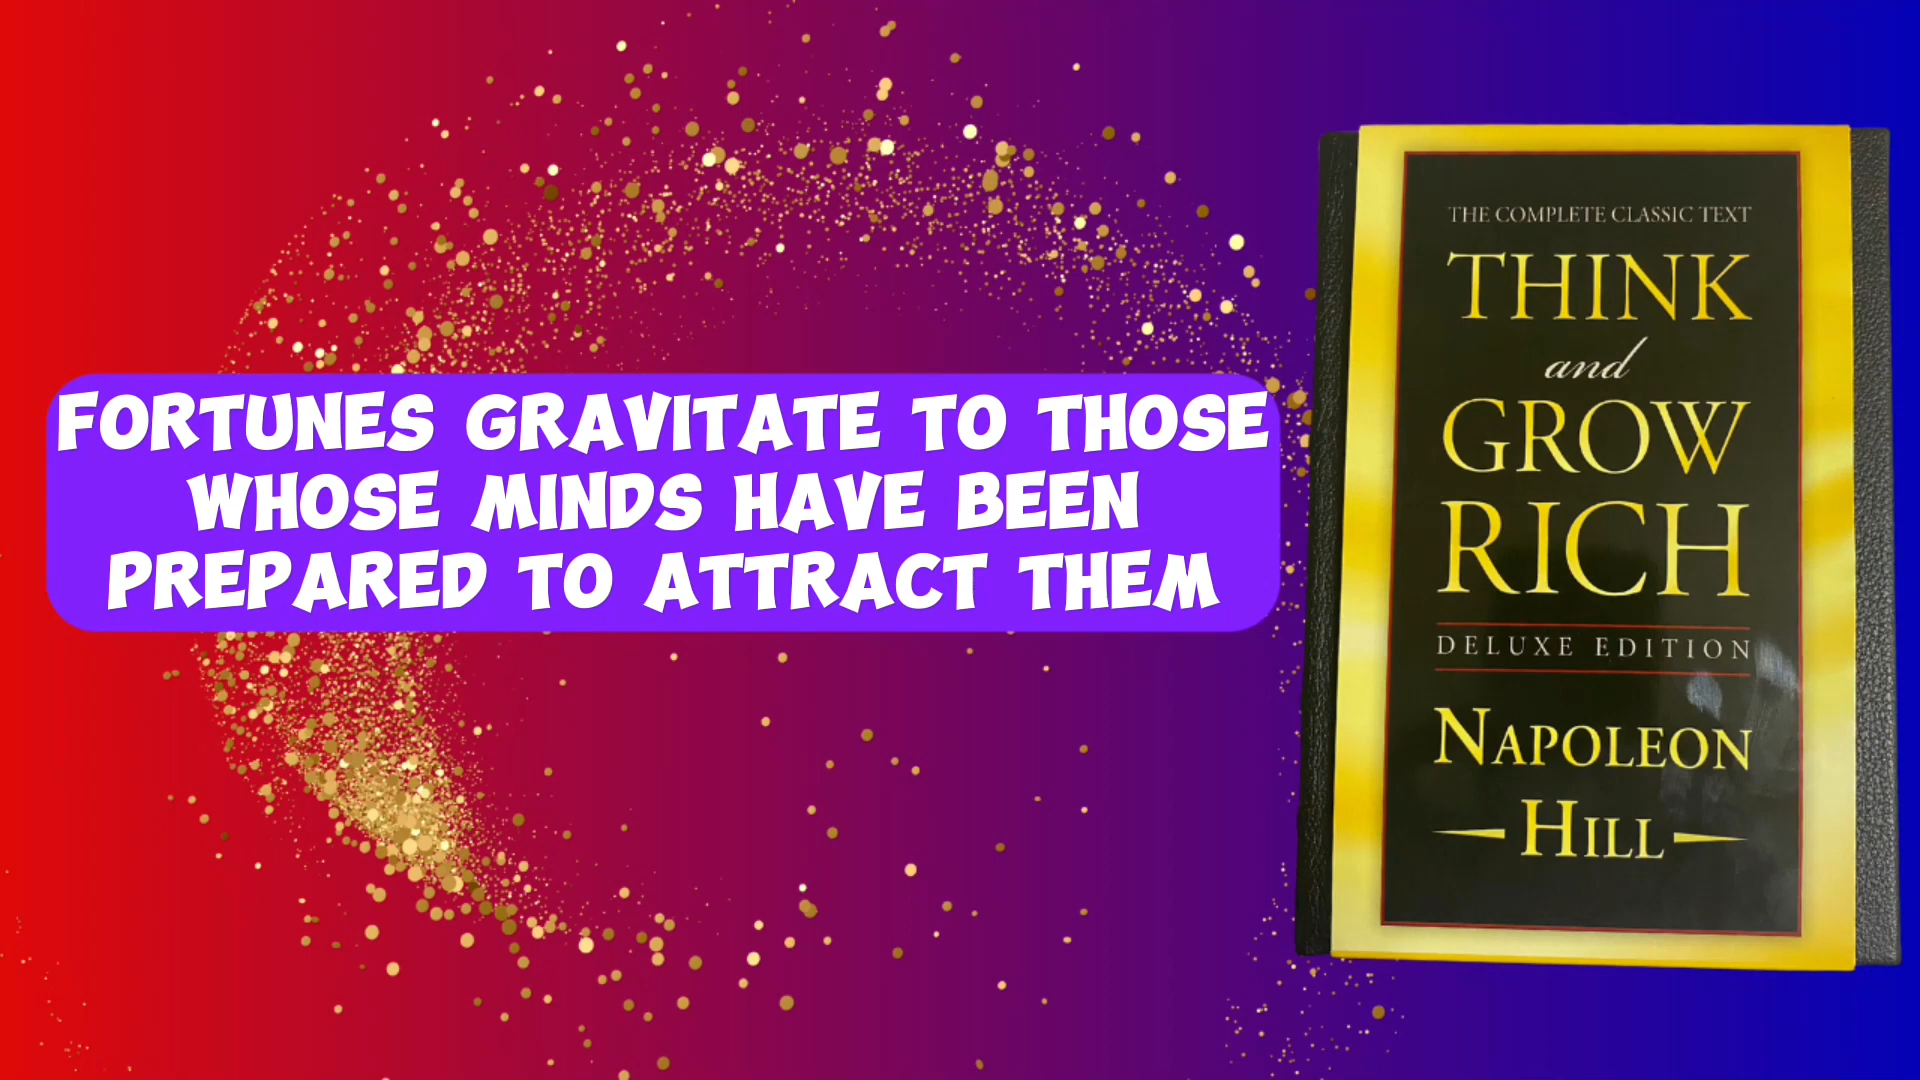 FORTUNES GRAVITATE TO THOSE
WHOSE MINDS HAVE BEEN
PREPARED TO ATTRACT THEM
THE COMPLETE CLASSIC TEXT
THINK
and
GROW
RICH
DELUXE EDITION
NAPOLEON
HILL